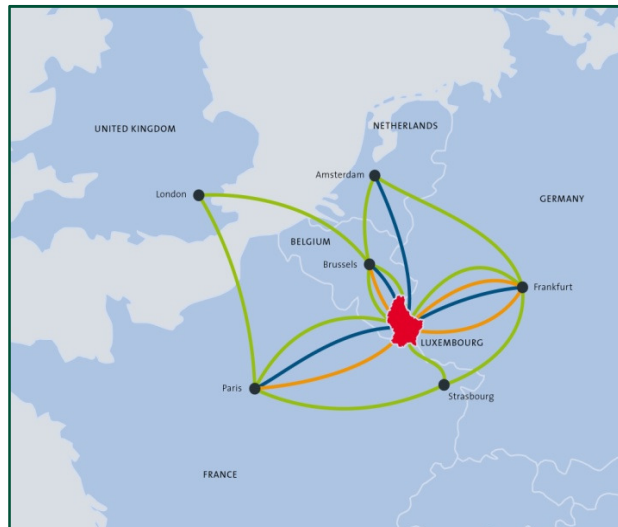 NETHERLANDS
UNITED KINGDOM
Amsterdam
London
GERMANY
BELGIUM
Brussels
Frankfurt
LUXEMBOURG
Paris
Strasbourg
FRANCE